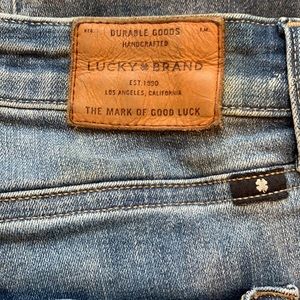 DURABLE GOODS
HANDCRAFTED
LUCKY BRAND
EST. 1990
LOS ANGELES, CALIFORNIA
THE MARK OF GOOD LUCK